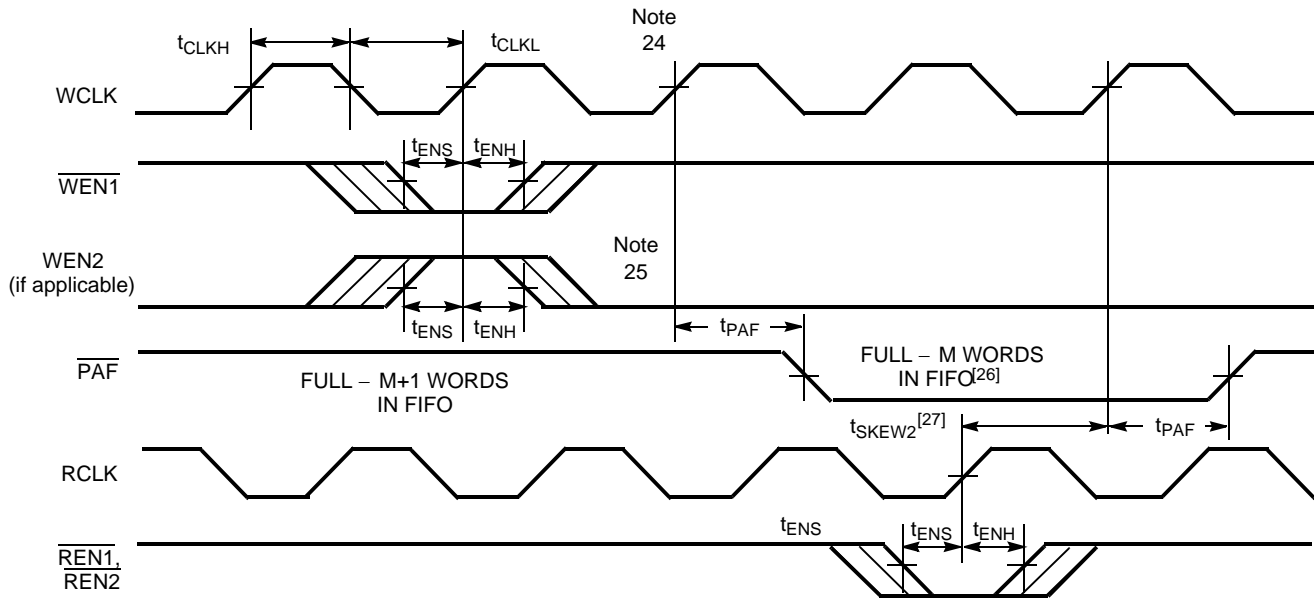 Note
24
tCLKH
tCLKL
WCLK
tENS
tENH
WEN1
Note
25
WEN2
(if applicable)
tENS
tENH
tPAF
PAF
FULL – M+1 WORDS
IN FIFO
FULL – M WORDS
IN FIFO[26]
tSKEW2[27]
tPAF
RCLK
tENS
tENS
tENH
REN1,
REN2